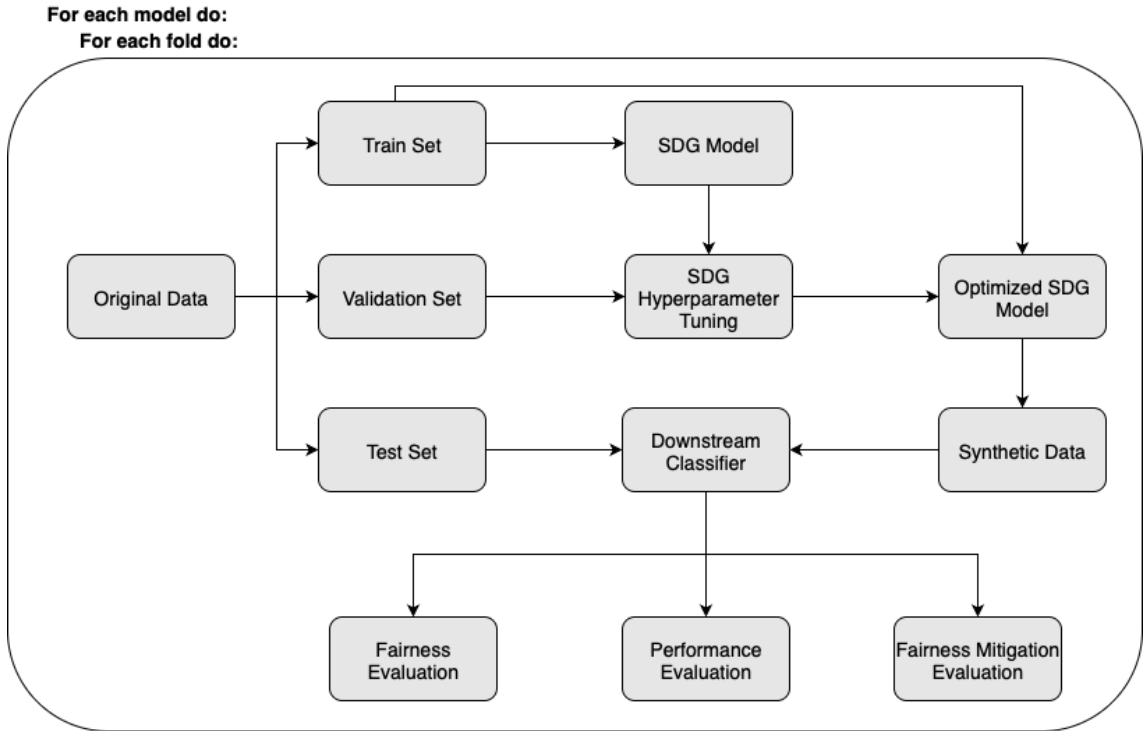 For each model do:
For each fold do:
Train Set
SDG Model
Original Data
Validation Set
SDG
Hyperparameter
Tuning
Optimized SDG
Model
Test Set
Downstream
Classifier
Synthetic Data
Fairness
Evaluation
Performance
Evaluation
Fairness Mitigation
Evaluation